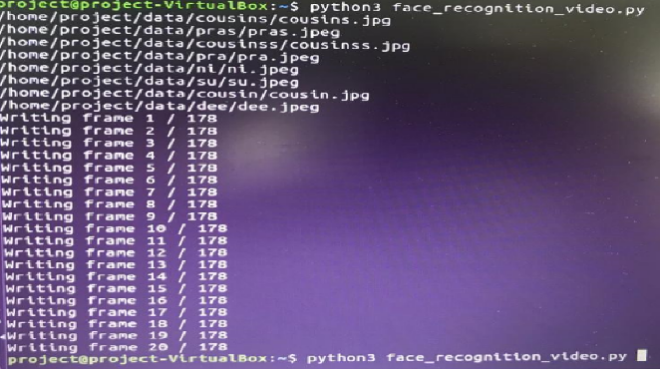 project@project-VirtualBox:~$ python3 face_recognition_video.py
/home/project/data/cousins/cousins.jpg
/home/project/data/pras/pras.jpeg
/home/project/data/cousinss/cousinss.jpg
/home/project/data/pra/pra.jpeg
/home/project/data/ni/ni.jpeg
/home/project/data/su/su.jpeg
/home/project/data/cousin/cousin.jpg
/home/project/data/dee/dee.jpeg
Writing frame 1 / 178
Writing frame 2 / 178
Writing frame 3 / 178
Writing frame 4 / 178
Writing frame 5 / 178
Writing frame 6 / 178
Writing frame 7 / 178
Writing frame 8 / 178
Writing frame 9 / 178
Writing frame 10 / 178
Writing frame 11 / 178
Writing frame 12 / 178
Writing frame 13 / 178
Writing frame 14 / 178
Writing frame 15 / 178
Writing frame 16 / 178
Writing frame 17 / 178
Writing frame 18 / 178
Writing frame 19 / 178
Writing frame 20 / 178
project@project-VirtualBox:~$ python3 face_recognition_video.py